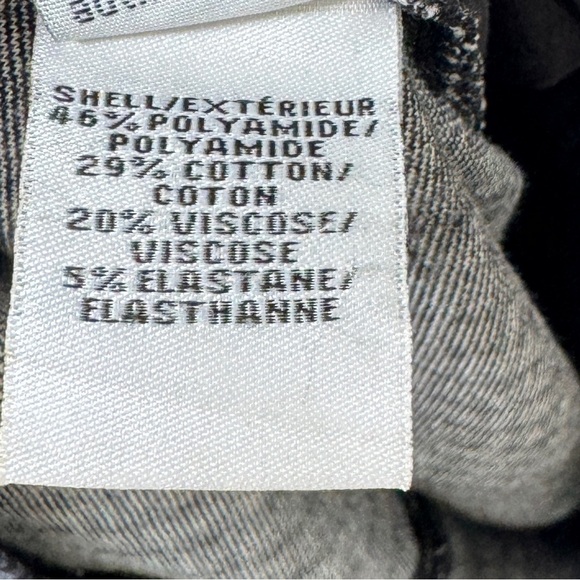 SHELL/EXTÉRIEUR
46% POLYAMIDE/
POLYAMIDE
29% COTTON/
COTON
20% VISCOSE/
VISCOSE
5% ELASTANE/
ELASTHANNE